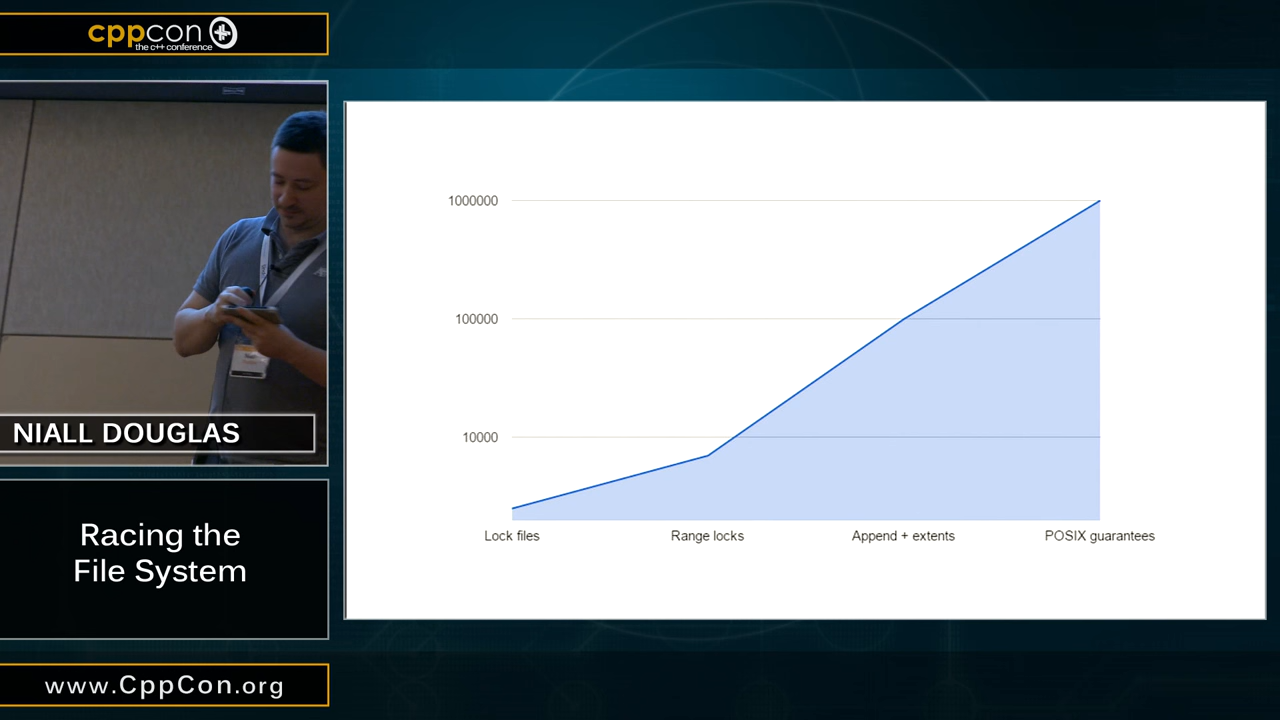 cppcon
the c++ conference
NIALL DOUGLAS
Racing the
File System
www.CppCon.org
1000000
100000
10000
Lock files
Range locks
Append + extents
POSIX guarantees